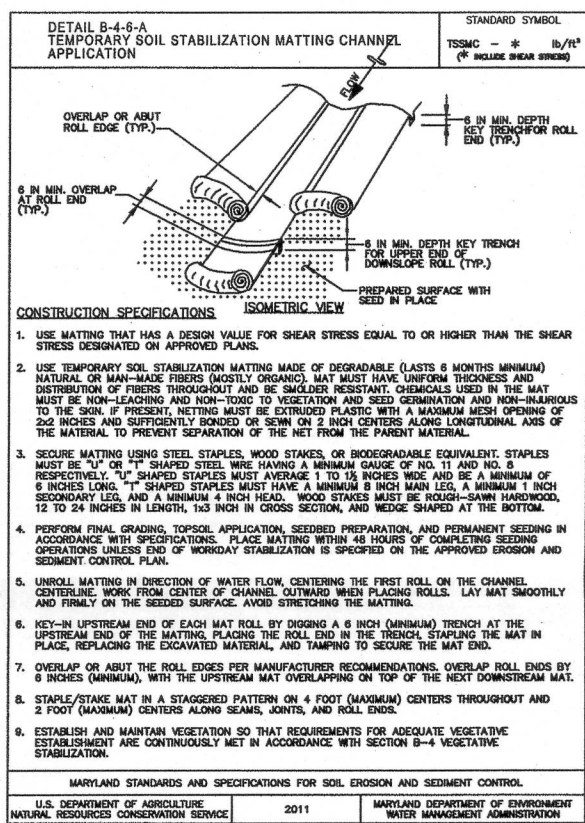 DETAIL B-4-6-A
TEMPORARY SOIL STABILIZATION MATTING CHANNEL
APPLICATION
STANDARD SYMBOL
TSSMC - * lb/ft²
(* INCLUDE SHEAR STRESS)
FLOW
OVERLAP OR ABUT
ROLL EDGE (TYP.)
6 IN MIN. DEPTH
KEY TRENCHFOR ROLL
END (TYP.)
6 IN MIN. OVERLAP
AT ROLL END
(TYP.)
6 IN MIN. DEPTH KEY TRENCH
FOR UPPER END OF
DOWNSLOPE ROLL (TYP.)
PREPARED SURFACE WITH
SEED IN PLACE
ISOMETRIC VIEW
CONSTRUCTION SPECIFICATIONS
1. USE MATTING THAT HAS A DESIGN VALUE FOR SHEAR STRESS EQUAL TO OR HIGHER THAN THE SHEAR
STRESS DESIGNATED ON APPROVED PLANS.
2. USE TEMPORARY SOIL STABILIZATION MATTING MADE OF DEGRADABLE (LASTS 6 MONTHS MINIMUM)
NATURAL OR MAN-MADE FIBERS (MOSTLY ORGANIC). MAT MUST HAVE UNIFORM THICKNESS AND
DISTRIBUTION OF FIBERS THROUGHOUT AND BE SMOLDER RESISTANT. CHEMICALS USED IN THE MAT
MUST BE NON-LEACHING AND NON-TOXIC TO VEGETATION AND SEED GERMINATION AND NON-INJURIOUS
TO THE SKIN. IF PRESENT, NETTING MUST BE EXTRUDED PLASTIC WITH A MAXIMUM MESH OPENING OF
2x2 INCHES AND SUFFICIENTLY BONDED OR SEWN ON 2 INCH CENTERS ALONG LONGITUDINAL AXIS OF
THE MATERIAL TO PREVENT SEPARATION OF THE NET FROM THE PARENT MATERIAL.
3. SECURE MATTING USING STEEL STAPLES, WOOD STAKES, OR BIODEGRADABLE EQUIVALENT. STAPLES
MUST BE "U" OR "T" SHAPED STEEL WIRE HAVING A MINIMUM GAUGE OF NO. 11 AND NO. 8
RESPECTIVELY. "U" SHAPED STAPLES MUST AVERAGE 1 TO 1½ INCHES WIDE AND BE A MINIMUM OF
6 INCHES LONG. "T" SHAPED STAPLES MUST HAVE A MINIMUM 8 INCH MAIN LEG, A MINIMUM 1 INCH
SECONDARY LEG, AND A MINIMUM 4 INCH HEAD. WOOD STAKES MUST BE ROUGH-SAWN HARDWOOD,
12 TO 24 INCHES IN LENGTH, 1x3 INCH IN CROSS SECTION, AND WEDGE SHAPED AT THE BOTTOM.
4. PERFORM FINAL GRADING, TOPSOIL APPLICATION, SEEDBED PREPARATION, AND PERMANENT SEEDING IN
ACCORDANCE WITH SPECIFICATIONS. PLACE MATTING WITHIN 48 HOURS OF COMPLETING SEEDING
OPERATIONS UNLESS END OF WORKDAY STABILIZATION IS SPECIFIED ON THE APPROVED EROSION AND
SEDIMENT CONTROL PLAN.
5. UNROLL MATTING IN DIRECTION OF WATER FLOW, CENTERING THE FIRST ROLL ON THE CHANNEL
CENTERLINE. WORK FROM CENTER OF CHANNEL OUTWARD WHEN PLACING ROLLS. LAY MAT SMOOTHLY
AND FIRMLY ON THE SEEDED SURFACE. AVOID STRETCHING THE MATTING.
6. KEY-IN UPSTREAM END OF EACH MAT ROLL BY DIGGING A 6 INCH (MINIMUM) TRENCH AT THE
UPSTREAM END OF THE MATTING, PLACING THE ROLL END IN THE TRENCH, STAPLING THE MAT IN
PLACE, REPLACING THE EXCAVATED MATERIAL, AND TAMPING TO SECURE THE MAT END.
7. OVERLAP OR ABUT THE ROLL EDGES PER MANUFACTURER RECOMMENDATIONS. OVERLAP ROLL ENDS BY
6 INCHES (MINIMUM), WITH THE UPSTREAM MAT OVERLAPPING ON TOP OF THE NEXT DOWNSTREAM MAT.
8. STAPLE/STAKE MAT IN A STAGGERED PATTERN ON 4 FOOT (MAXIMUM) CENTERS THROUGHOUT AND
2 FOOT (MAXIMUM) CENTERS ALONG SEAMS, JOINTS, AND ROLL ENDS.
9. ESTABLISH AND MAINTAIN VEGETATION SO THAT REQUIREMENTS FOR ADEQUATE VEGETATIVE
ESTABLISHMENT ARE CONTINUOUSLY MET IN ACCORDANCE WITH SECTION B-4 VEGETATIVE
STABILIZATION.
MARYLAND STANDARDS AND SPECIFICATIONS FOR SOIL EROSION AND SEDIMENT CONTROL
U.S. DEPARTMENT OF AGRICULTURE
NATURAL RESOURCES CONSERVATION SERVICE
2011
MARYLAND DEPARTMENT OF ENVIRONMENT
WATER MANAGEMENT ADMINISTRATION